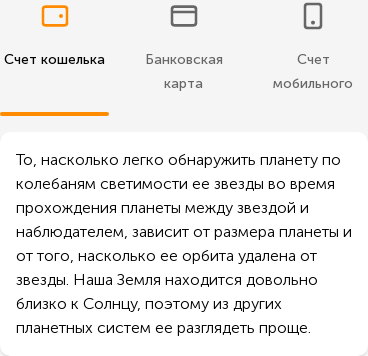 Счет кошелька
Банковская
карта
Счет
мобильного
То, насколько легко обнаружить планету по
колебаням светимости ее звезды во время
прохождения планеты между звездой и
наблюдателем, зависит от размера планеты и
от того, насколько ее орбита удалена от
звезды. Наша Земля находится довольно
близко к Солнцу, поэтому из других
планетных систем ее разглядеть проще.